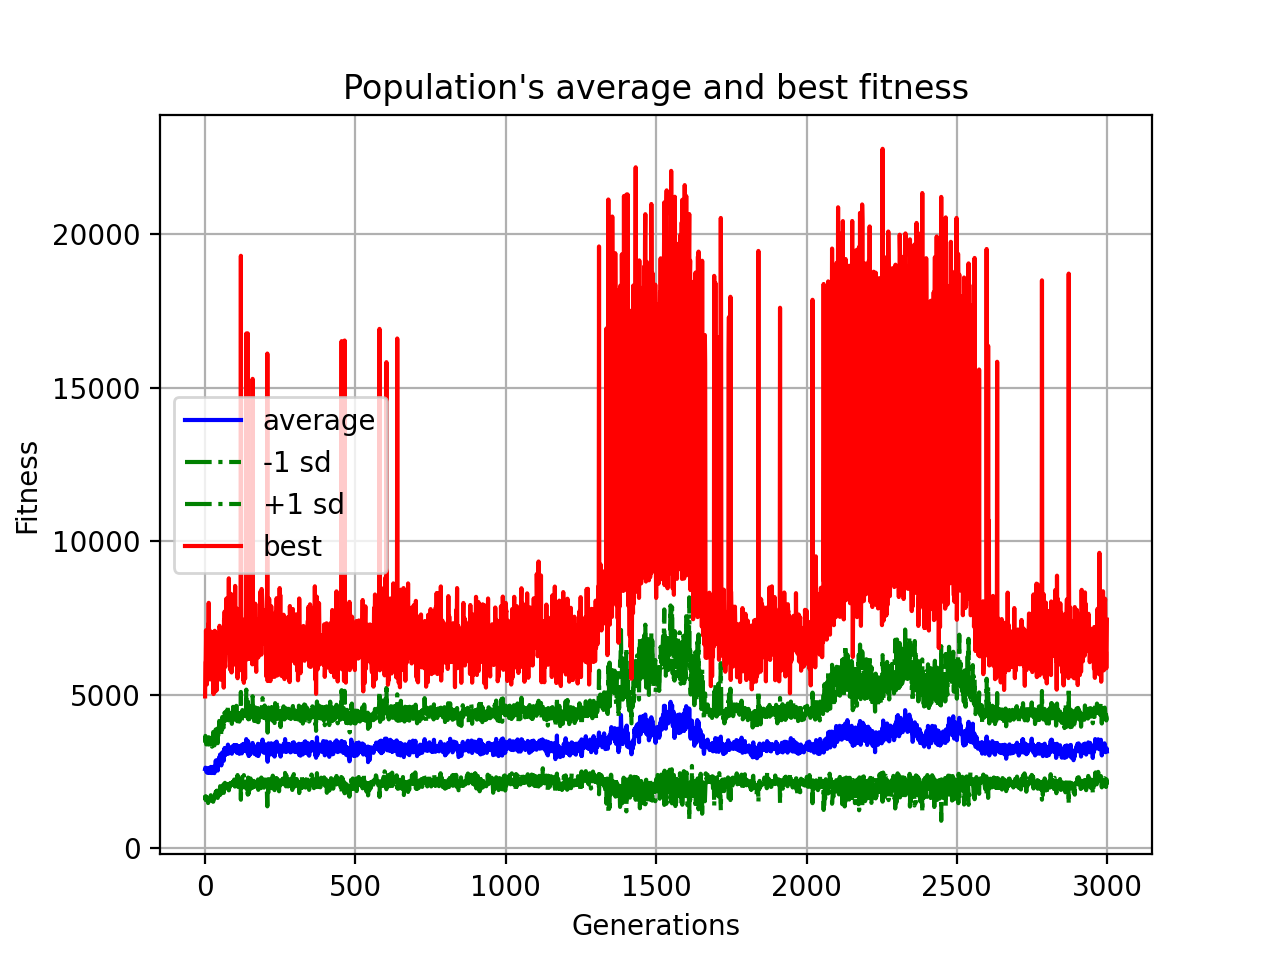 Population's average and best fitness
Fitness
20000
15000
10000
5000
0
average
-1 sd
+1 sd
best
0 500 1000 1500 2000 2500 3000
Generations